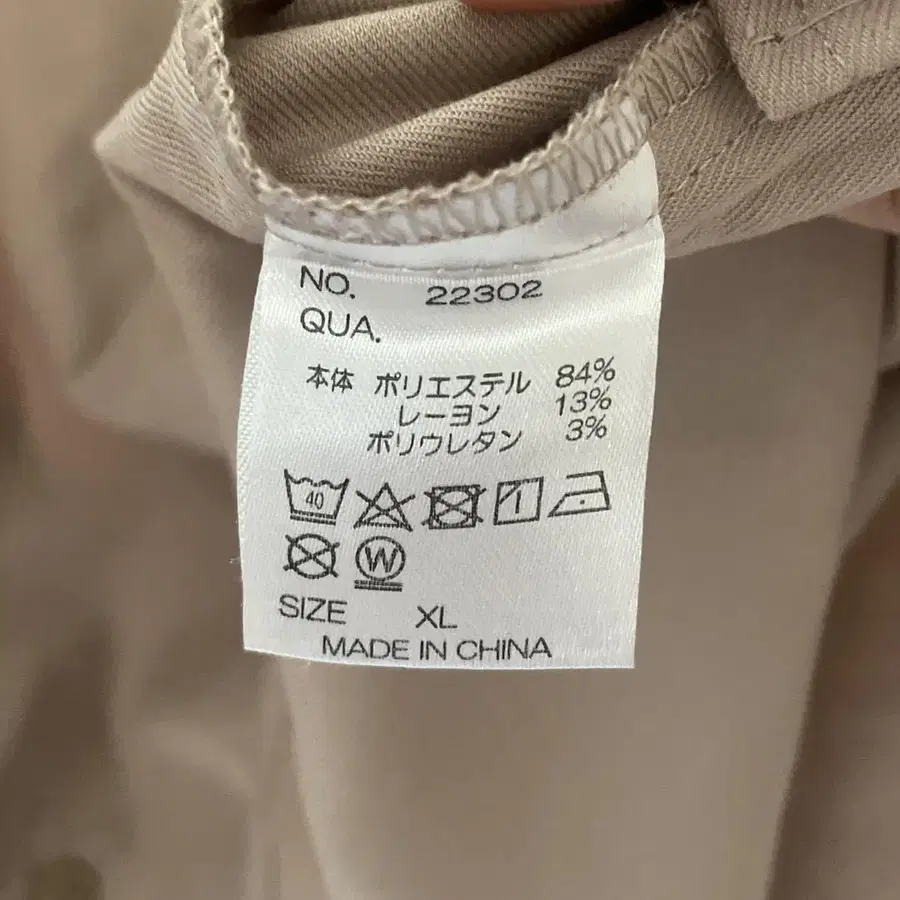 NO. 22302
QUA.
本体 ポリエステル 84%
レーヨン 13%
ポリウレタン 3%
40
W
SIZE XL
MADE IN CHINA